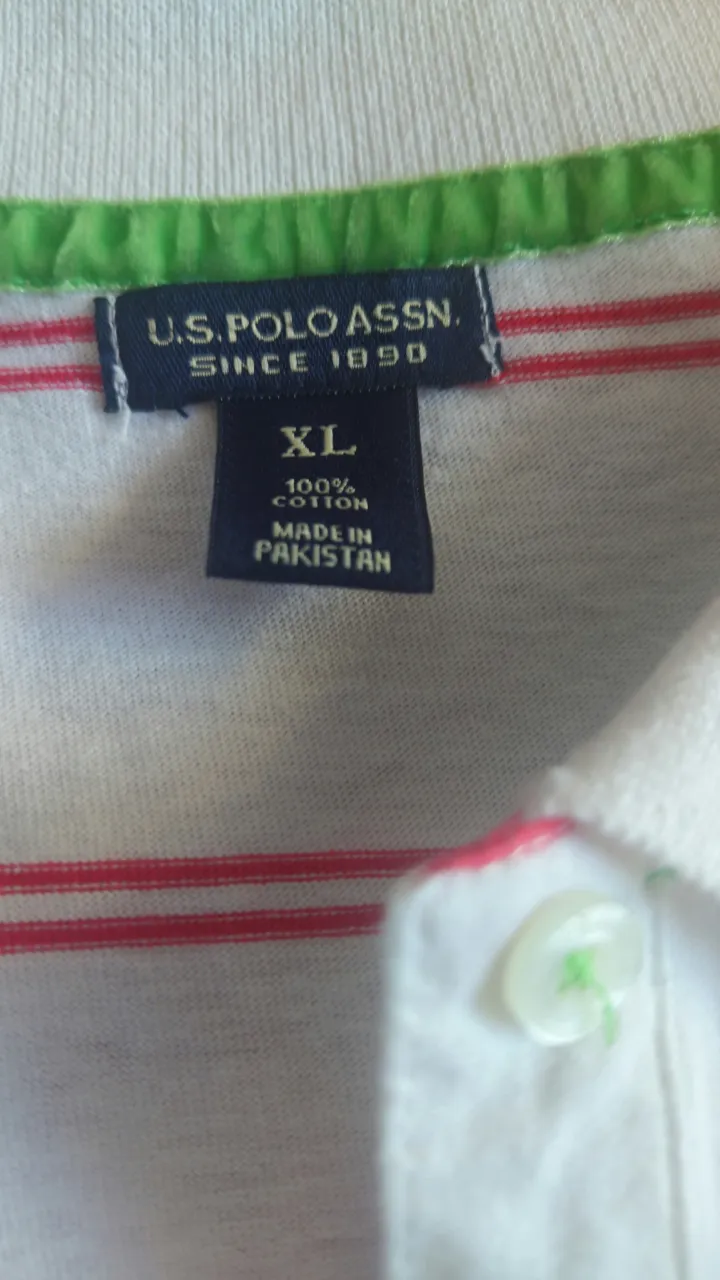 U.S. POLO ASSN.
SINCE 1890
XL
100%
COTTON
MADE IN
PAKISTAN